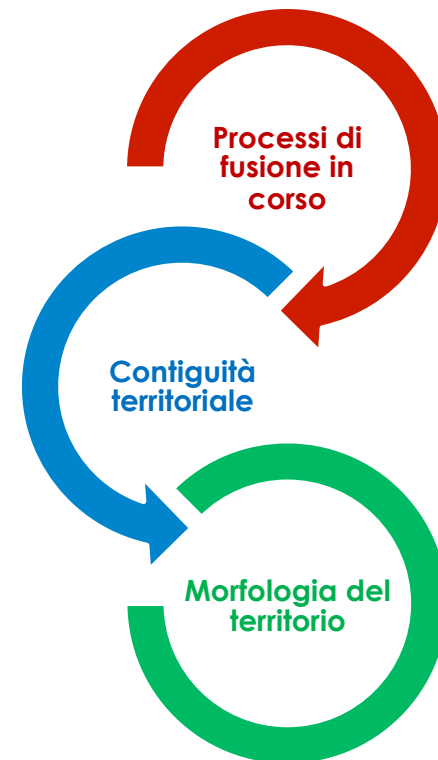 Processi di
fusione in
corso
Contiguità
territoriale
Morfologia del
territorio